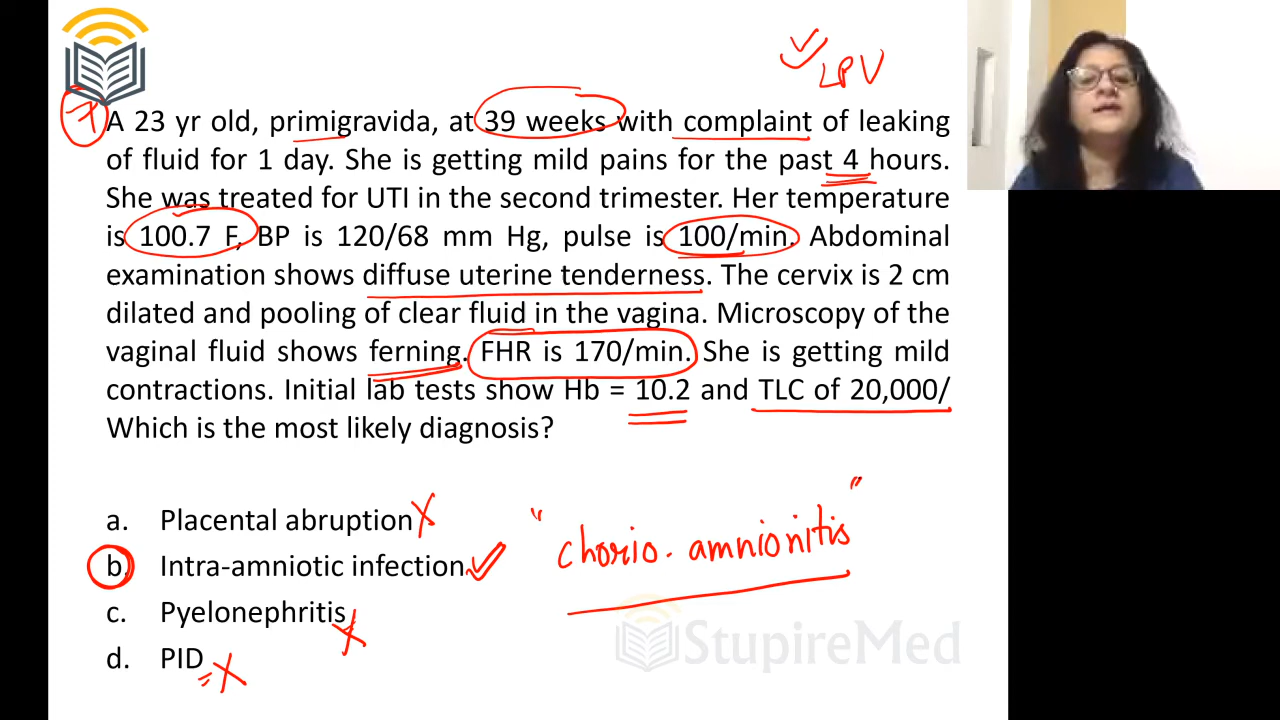 LPV
7 A 23 yr old, primigravida, at 39 weeks with complaint of leaking
of fluid for 1 day. She is getting mild pains for the past 4 hours.
She was treated for UTI in the second trimester. Her temperature
is 100.7 F, BP is 120/68 mm Hg, pulse is 100/min. Abdominal
examination shows diffuse uterine tenderness. The cervix is 2 cm
dilated and pooling of clear fluid in the vagina. Microscopy of the
vaginal fluid shows ferning. FHR is 170/min. She is getting mild
contractions. Initial lab tests show Hb = 10.2 and TLC of 20,000/
Which is the most likely diagnosis?
a. Placental abruption
b. Intra-amniotic infection
c. Pyelonephritis
d. PID
"chorio. amnionitis"
StupireMed